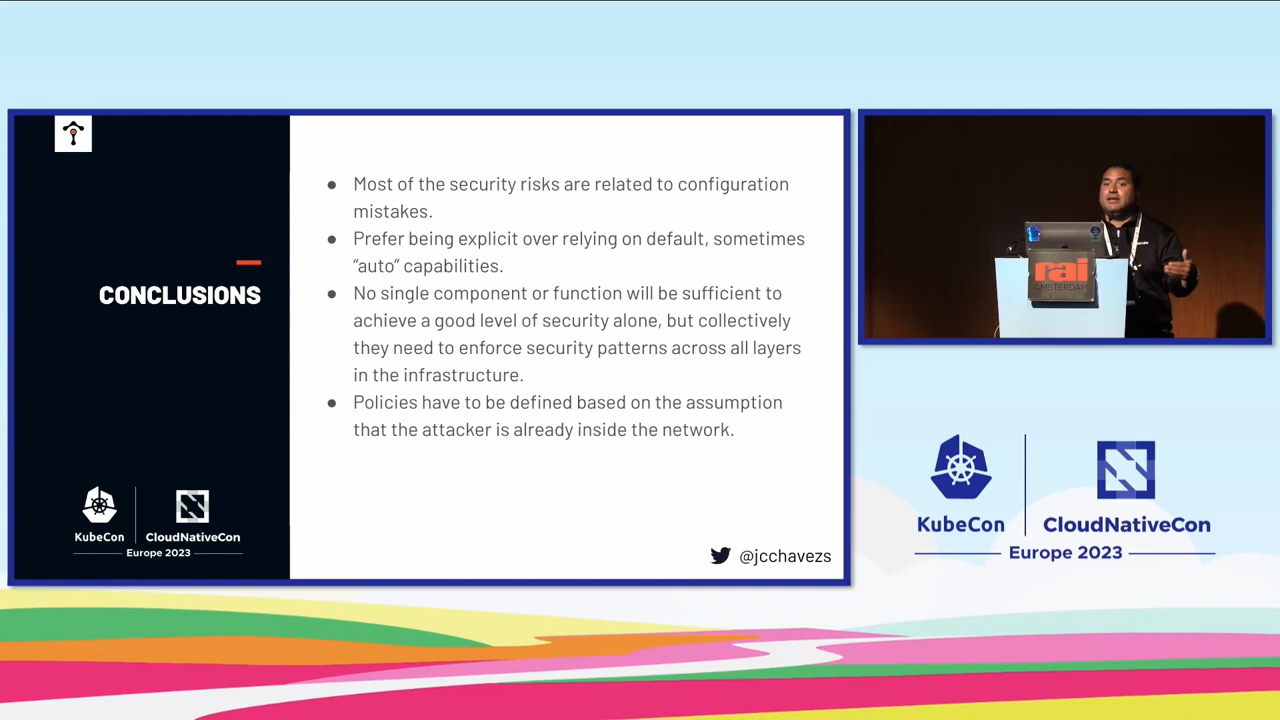 CONCLUSIONS
● Most of the security risks are related to configuration
mistakes.
● Prefer being explicit over relying on default, sometimes
“auto” capabilities.
● No single component or function will be sufficient to
achieve a good level of security alone, but collectively
they need to enforce security patterns across all layers
in the infrastructure.
● Policies have to be defined based on the assumption
that the attacker is already inside the network.
KubeCon
CloudNativeCon
Europe 2023
@jcchavezs
rai
AMSTERDAM
KubeCon
CloudNativeCon
Europe 2023